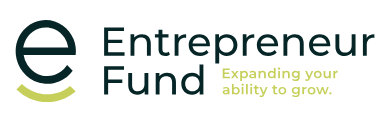 e
Entrepreneur
Fund
Expanding your
ability to grow.